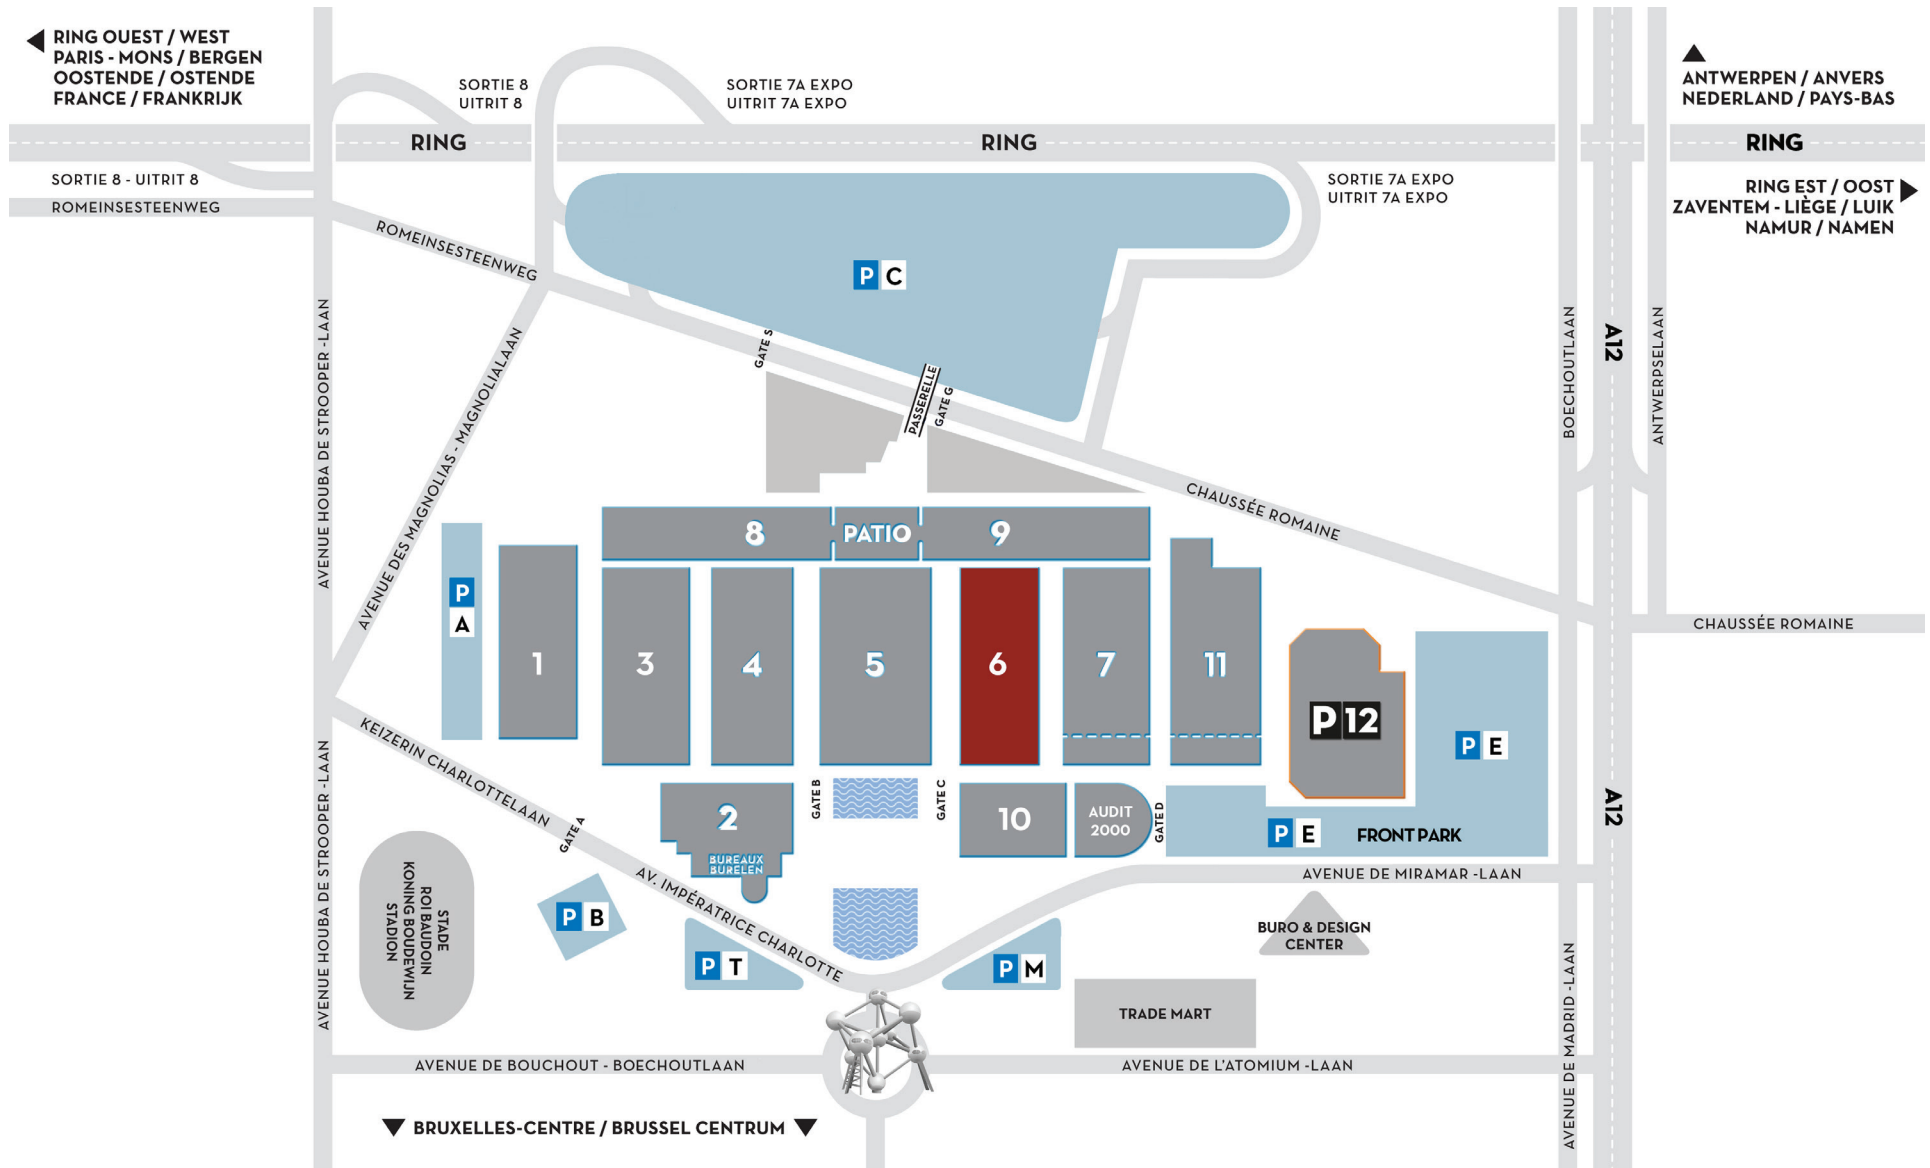 RING OUEST / WEST
PARIS - MONS / BERGEN
OOSTENDE / OSTENDE
FRANCE / FRANKRIJK
SORTIE 8
UITRIT 8
SORTIE 7A EXPO
UITRIT 7A EXPO
ANTWERPEN / ANVERS
NEDERLAND / PAYS-BAS
RING
RING
RING
SORTIE 8 - UITRIT 8
ROMEINSESTEENWEG
SORTIE 7A EXPO
UITRIT 7A EXPO
RING EST / OOST
ZAVENTEM - LIÈGE / LUIK
NAMUR / NAMEN
ROMEINSESTEENWEG
P C
AVENUE HOUBA DE STROOPER -LAAN
AVENUE DES MAGNOLIAS - MAGNOLIALAAN
GATE S
PASSERELLE
GATE G
BOECHOUTLAAN
A12
ANTWERPSELAAN
CHAUSSÉE ROMAINE
CHAUSSÉE ROMAINE
8
PATIO
9
P
A
1
3
4
5
6
7
11
P 12
P E
KEIZERIN CHARLOTTELAAN
GATE A
2
BUREAUX
BURELEN
GATE B
GATE C
10
AUDIT
2000
GATE D
P E
FRONT PARK
A12
AVENUE HOUBA DE STROOPER -LAAN
STADE
ROI BAUDOIN
KONING BOUDEWIJN
STADION
P B
AV. IMPÉRATRICE CHARLOTTE
P T
P M
AVENUE DE MIRAMAR -LAAN
BURO & DESIGN
CENTER
TRADE MART
AVENUE DE MADRID -LAAN
AVENUE DE BOUCHOUT - BOECHOUTLAAN
AVENUE DE L'ATOMIUM -LAAN
BRUXELLES-CENTRE / BRUSSEL CENTRUM